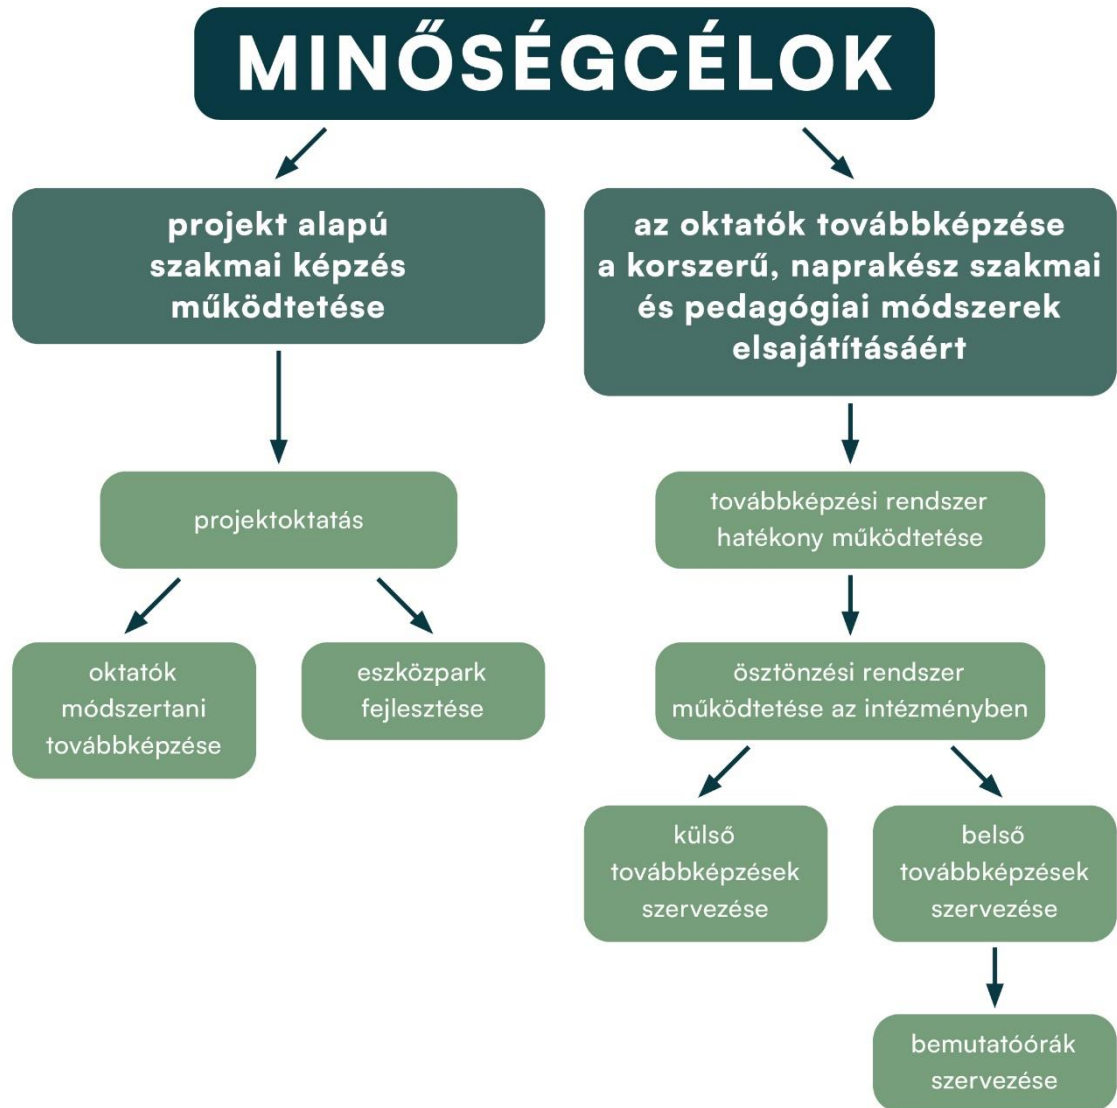 MINŐSÉGCÉLOK
projekt alapú
szakmai képzés
működtetése
az oktatók továbbképzése
a korszerű, naprakész szakmai
és pedagógiai módszerek
elsajátításáért
projektoktatás
továbbképzési rendszer
hatékony működtetése
oktatók
módszertani
továbbképzése
eszközpark
fejlesztése
ösztönzési rendszer
működtetése az intézményben
külső
továbbképzések
szervezése
belső
továbbképzések
szervezése
bemutatóórák
szervezése